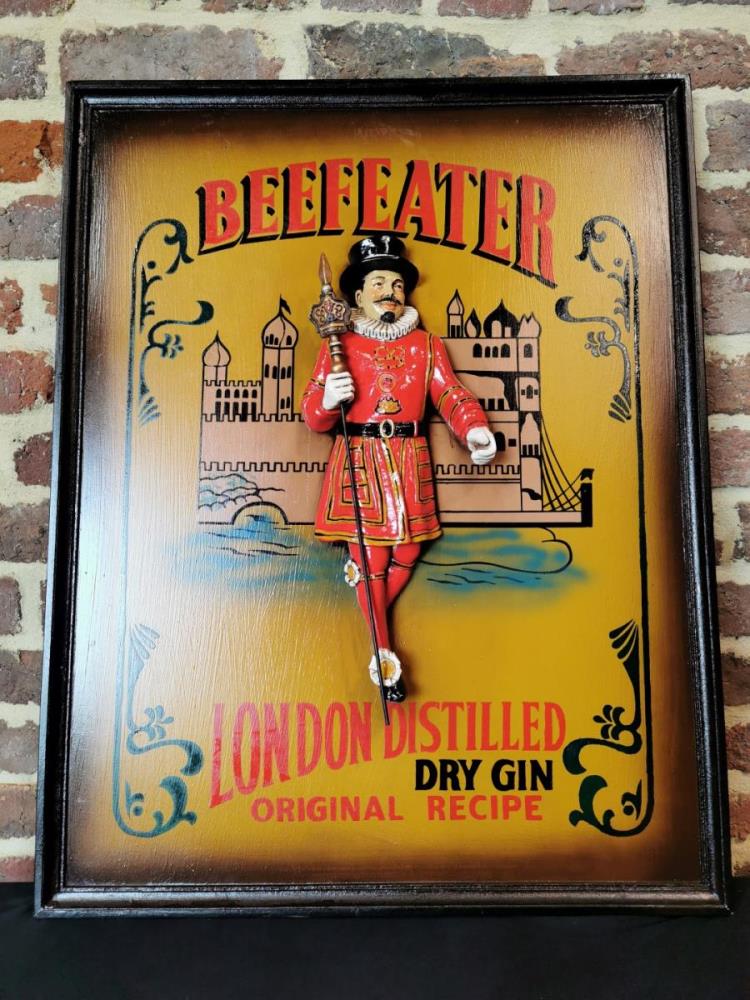 BEEFEATER
LONDON DISTILLED
DRY GIN
ORIGINAL RECIPE